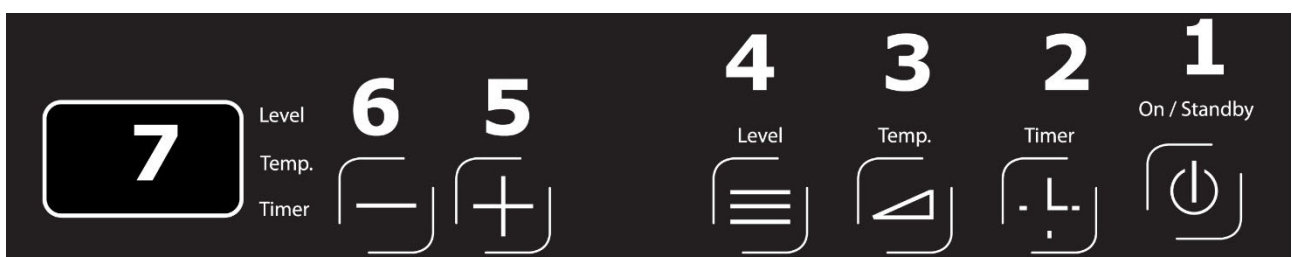 7
Level
Temp.
Timer
6
5
4
Level
3
Temp.
2
Timer
1
On / Standby